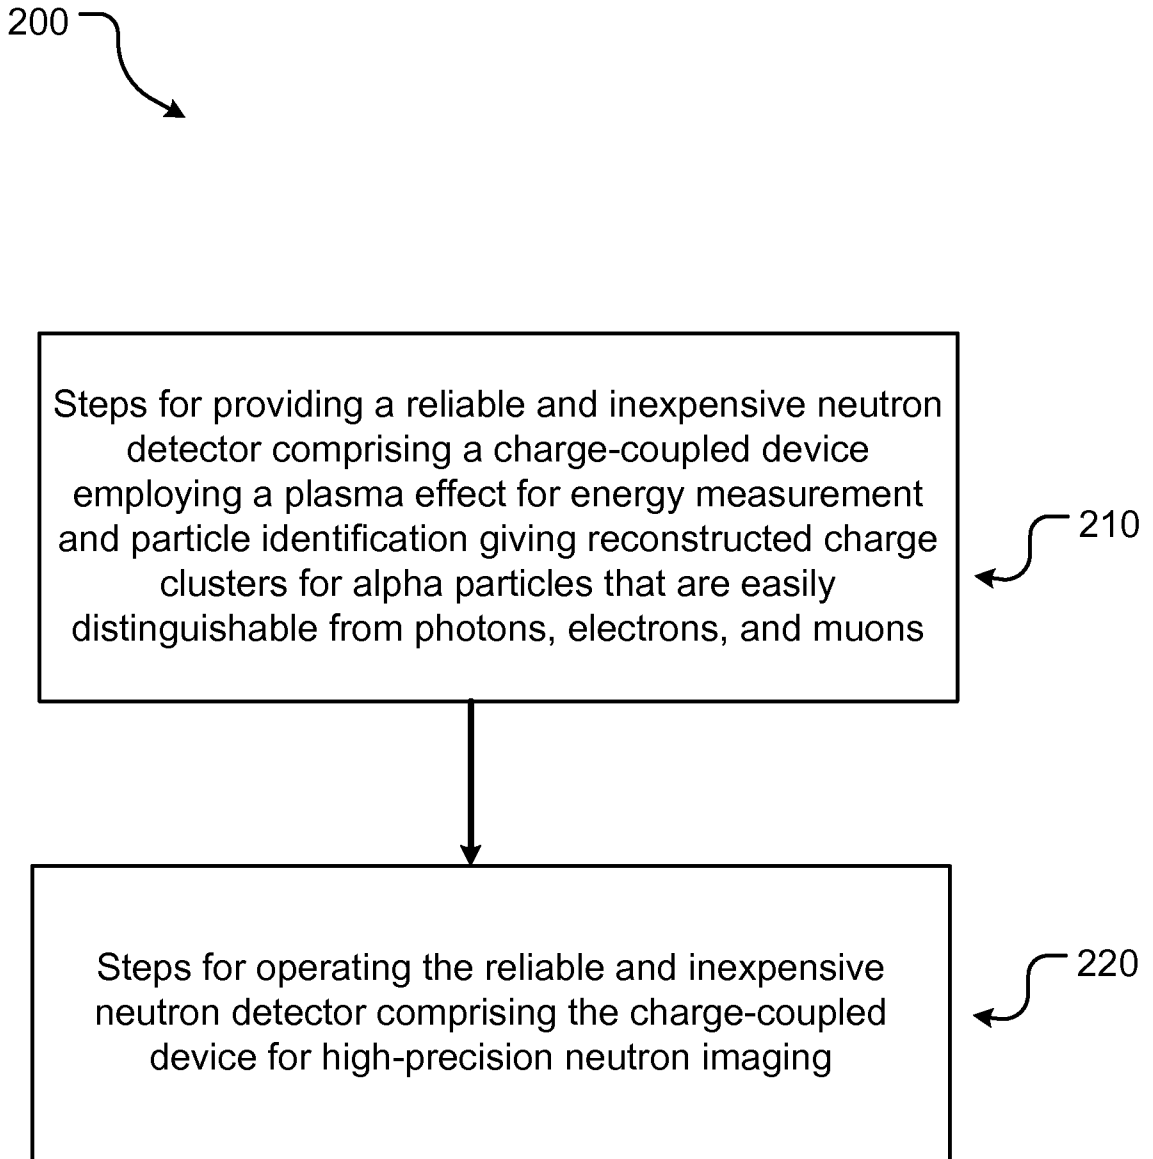 200
Steps for providing a reliable and inexpensive neutron
detector comprising a charge-coupled device
employing a plasma effect for energy measurement
and particle identification giving reconstructed charge
clusters for alpha particles that are easily
distinguishable from photons, electrons, and muons
210
Steps for operating the reliable and inexpensive
neutron detector comprising the charge-coupled
device for high-precision neutron imaging
220